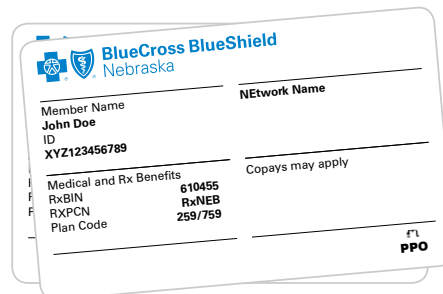 BlueCross BlueShield
Nebraska
Member Name
John Doe
ID
XYZ123456789
NEtwork Name
Medical and Rx Benefits
RxBIN 610455
RXPCN RxNEB
Plan Code 259/759
Copays may apply
PPO